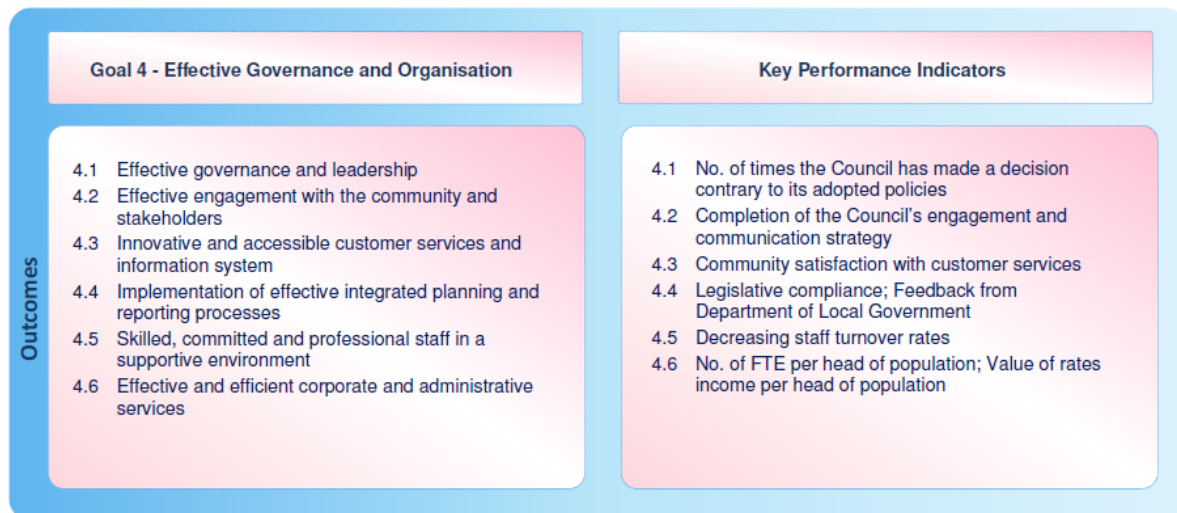 Goal 4 - Effective Governance and Organisation
Key Performance Indicators
Outcomes
4.1 Effective governance and leadership
4.2 Effective engagement with the community and
stakeholders
4.3 Innovative and accessible customer services and
information system
4.4 Implementation of effective integrated planning and
reporting processes
4.5 Skilled, committed and professional staff in a
supportive environment
4.6 Effective and efficient corporate and administrative
services
4.1 No. of times the Council has made a decision
contrary to its adopted policies
4.2 Completion of the Council's engagement and
communication strategy
4.3 Community satisfaction with customer services
4.4 Legislative compliance; Feedback from
Department of Local Government
4.5 Decreasing staff turnover rates
4.6 No. of FTE per head of population; Value of rates
income per head of population